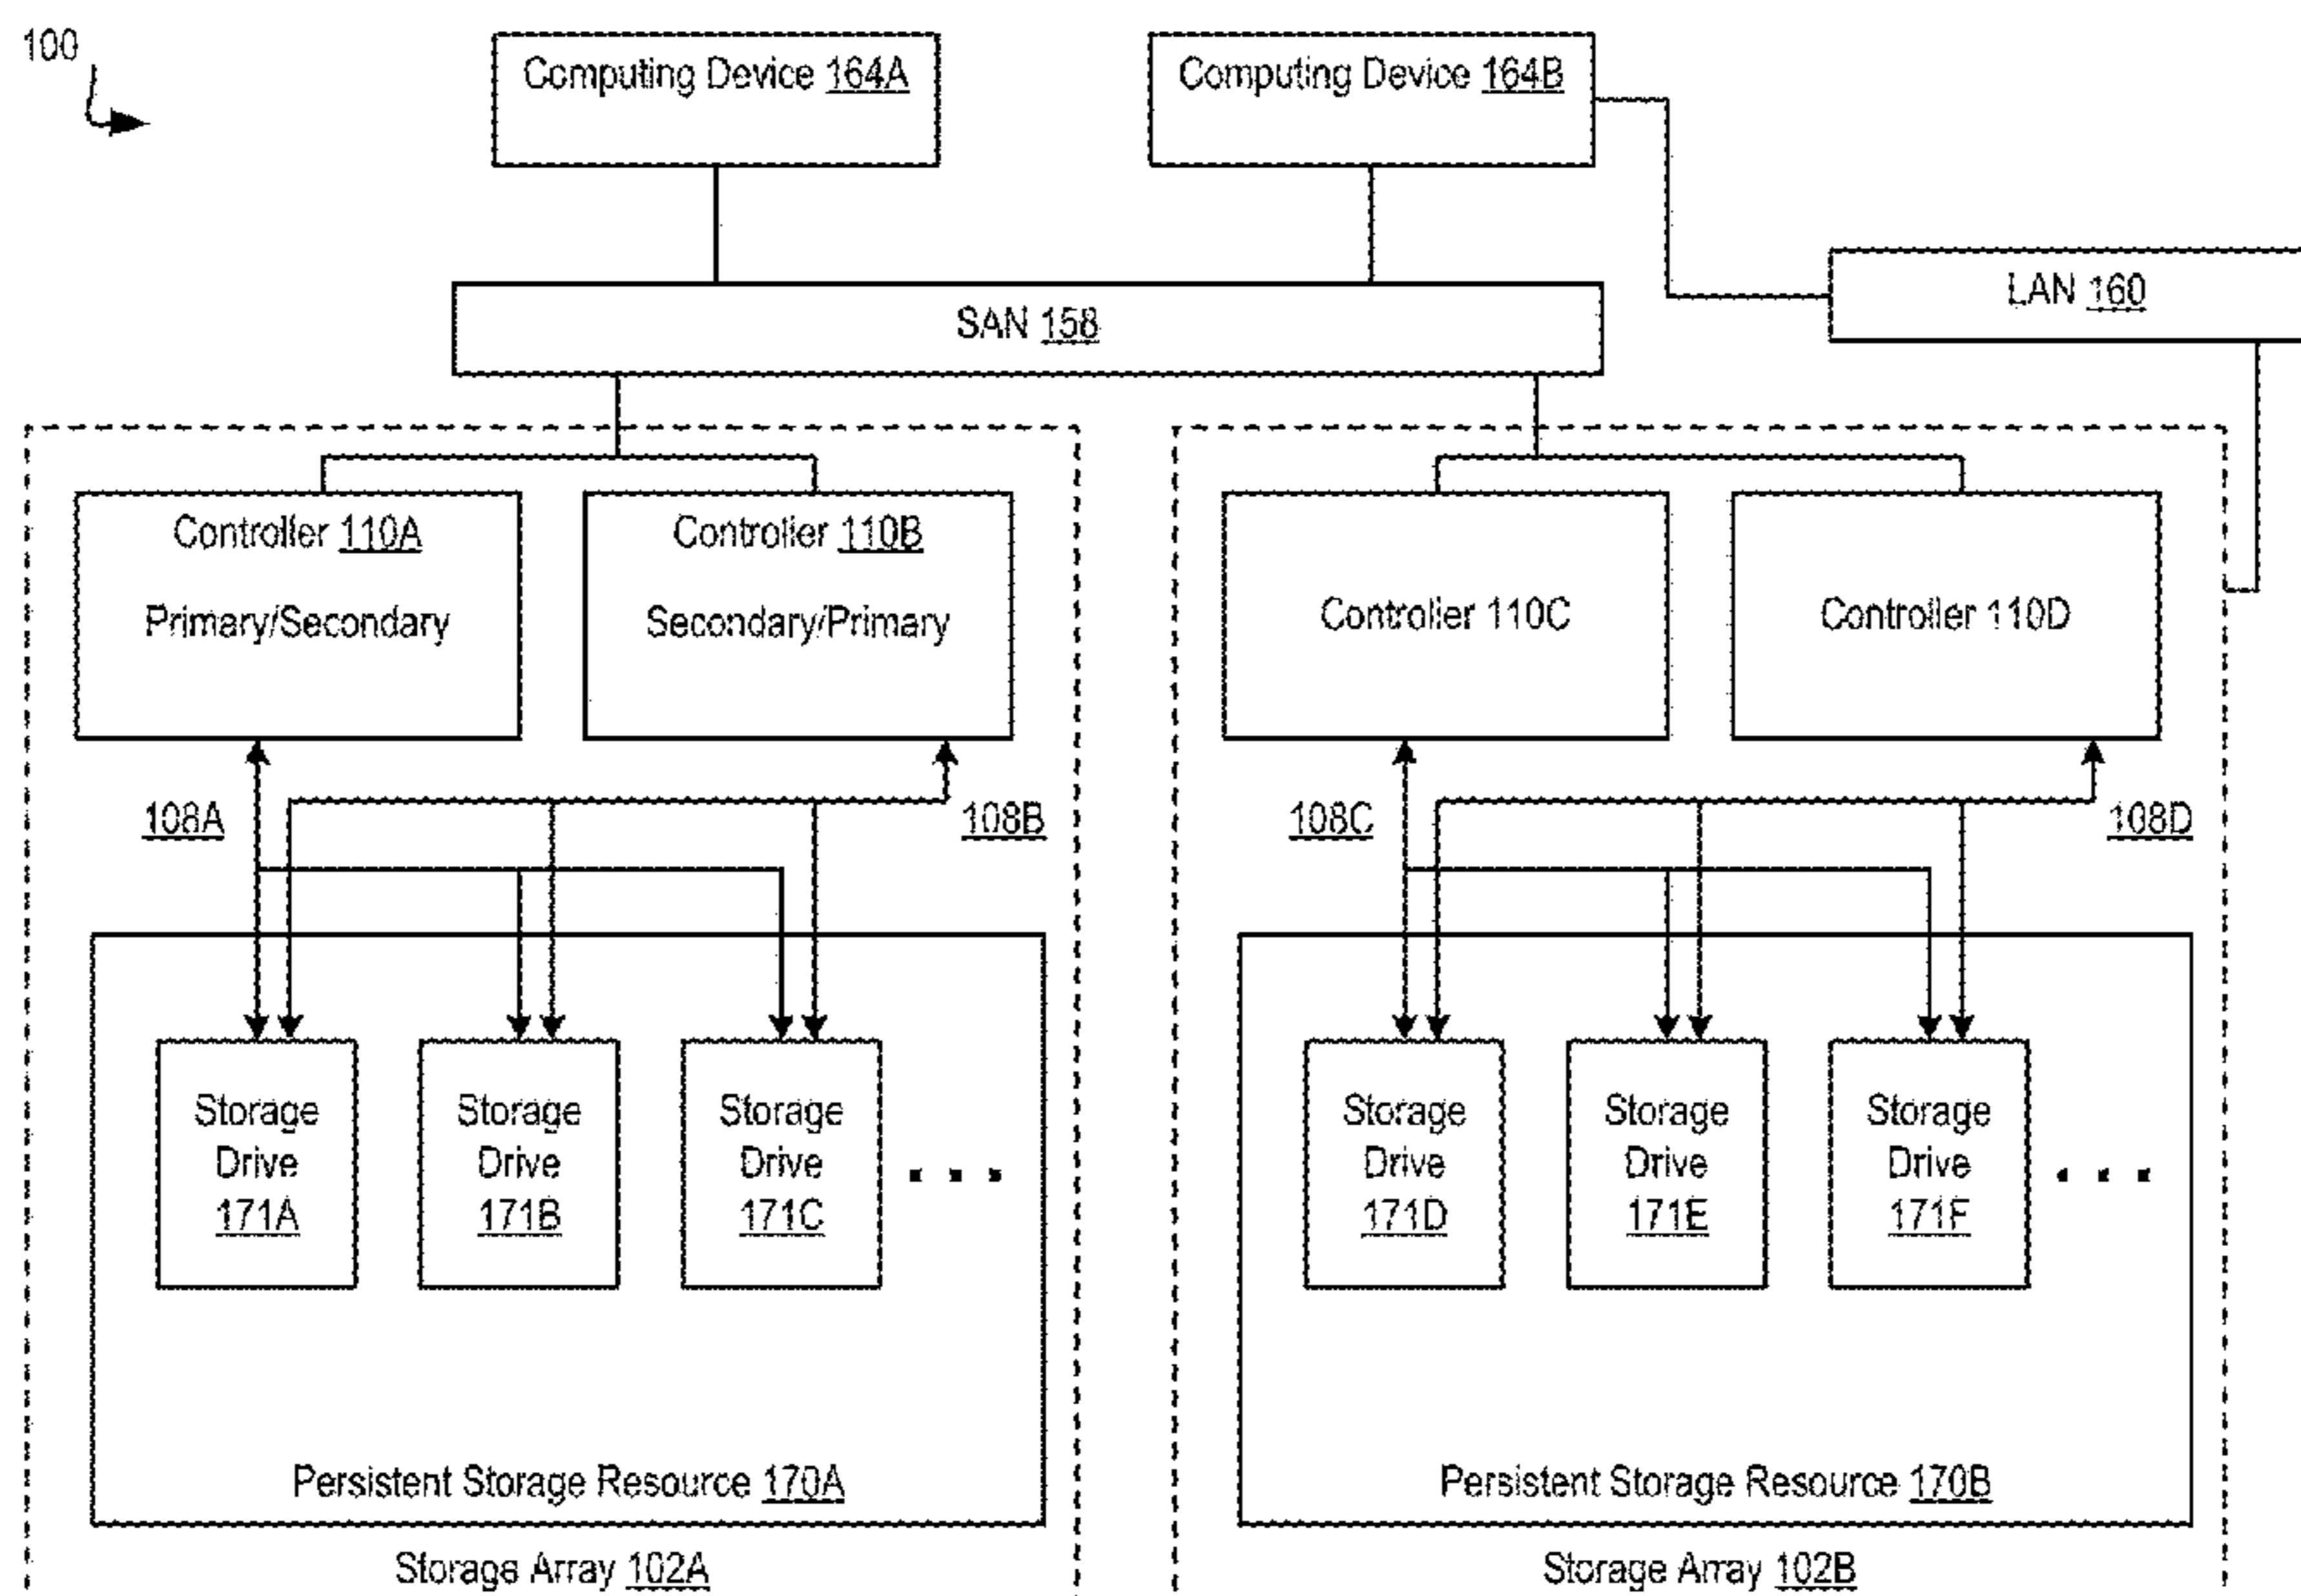 100
Computing Device 164A
Computing Device 164B
LAN 160
SAN 158
Controller 110A
Primary/Secondary
Controller 110B
Secondary/Primary
Controller 110C
Controller 110D
108A
108B
108C
108D
Storage
Drive
171A
Storage
Drive
171B
Storage
Drive
171C
. . .
Storage
Drive
171D
Storage
Drive
171E
Storage
Drive
171F
. . .
Persistent Storage Resource 170A
Persistent Storage Resource 170B
Storage Array 102A
Storage Array 102B